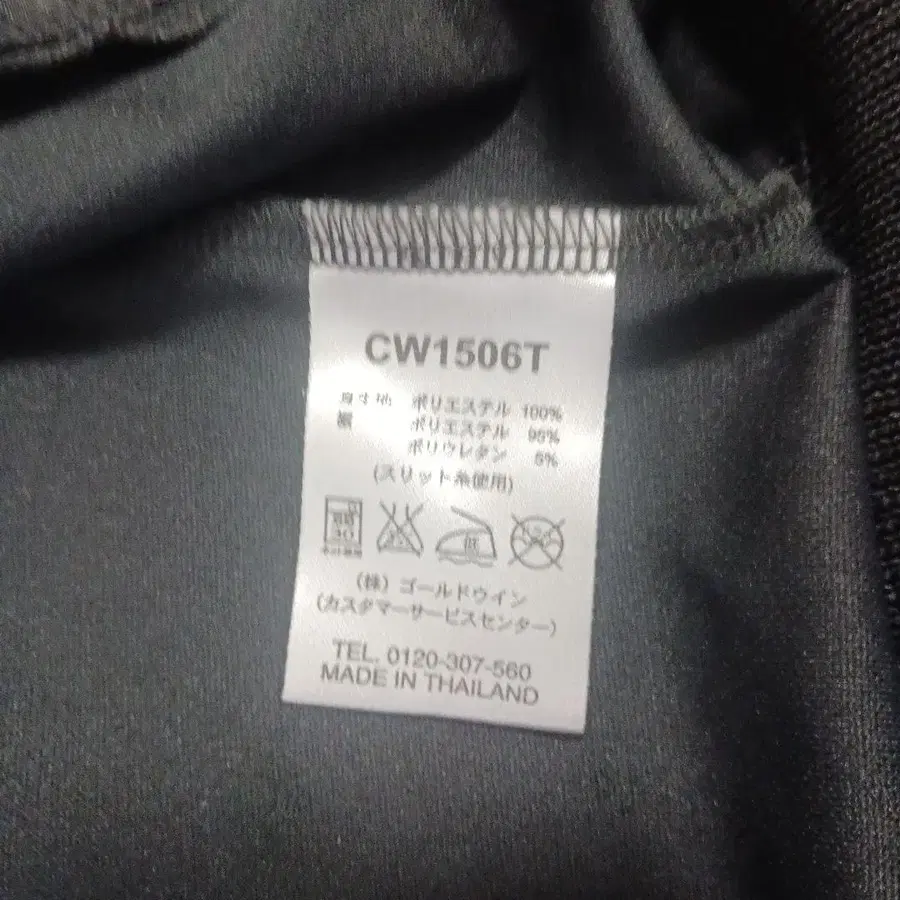 CW1506T
身生地 ポリエステル 100%
裾 ポリエステル 95%
ポリウレタン 5%
(スリット糸使用)
低
(株) ゴールドウイン
(カスタマーサービスセンター)
TEL. 0120-307-560
MADE IN THAILAND